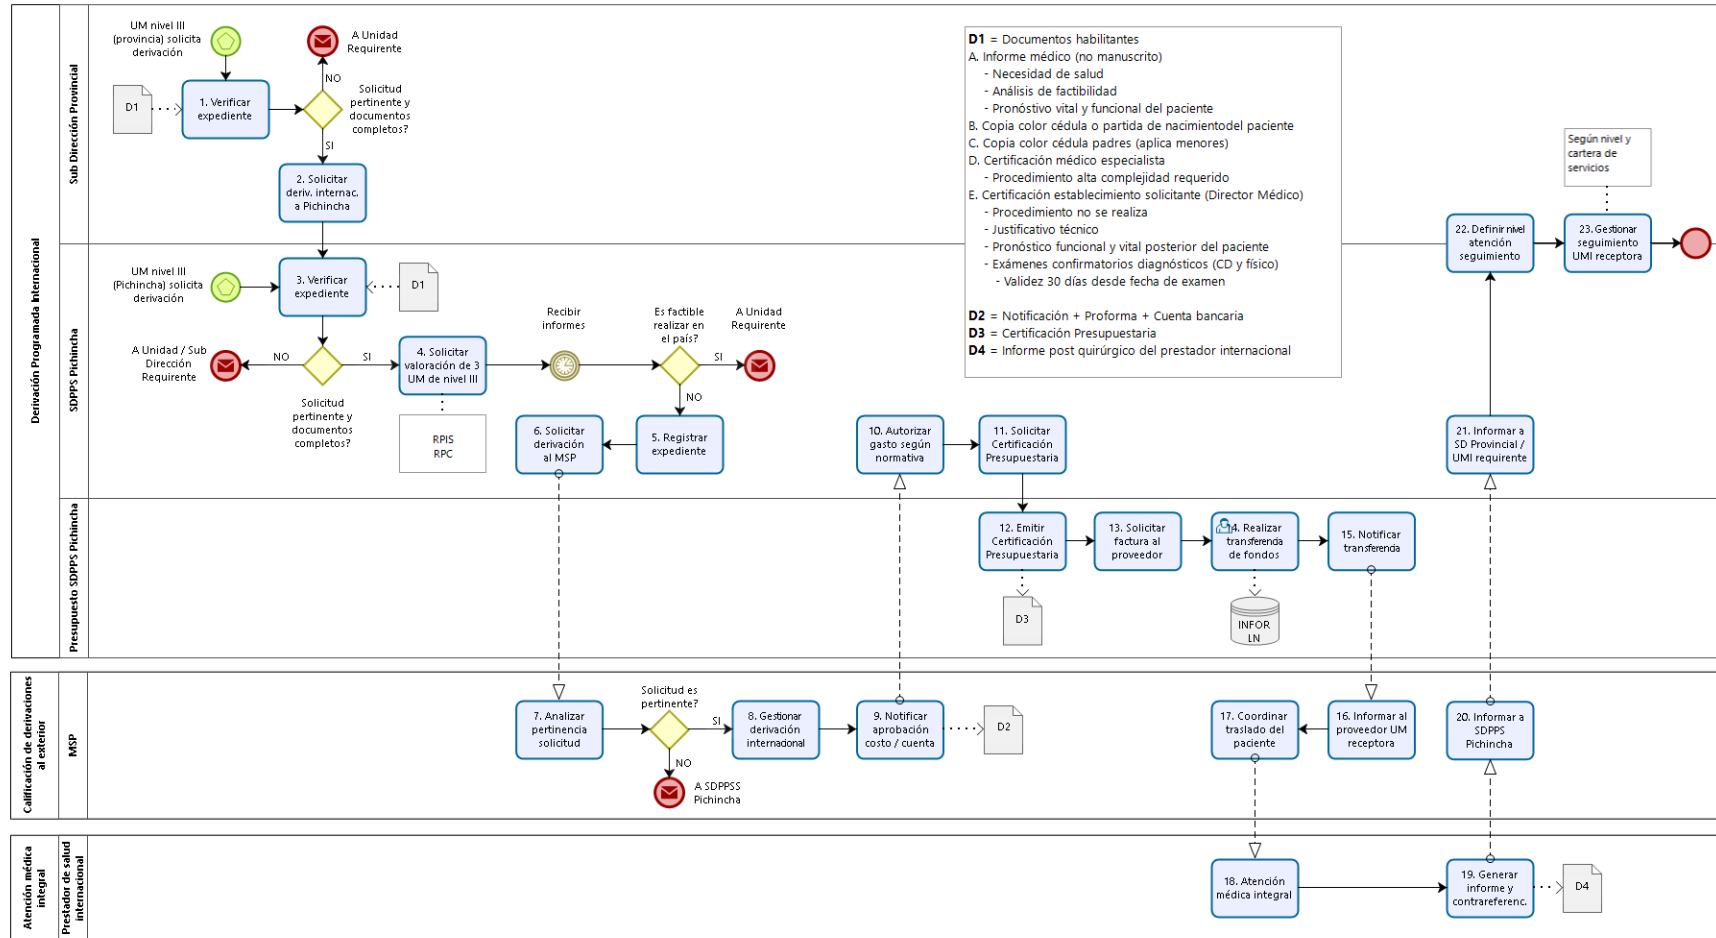 Derivación Programada Internacional
Sub Dirección Provincial
UM nivel III
(provincia) solicita
derivación
D1
1. Verificar
expediente
A Unidad
Requirente
NO
Solicitud
pertinente y
documentos
completos?
SI
2. Solicitar
deriv. internac.
a Pichincha
D1 = Documentos habilitantes
A. Informe médico (no manuscrito)
- Necesidad de salud
- Análisis de factibilidad
- Pronóstivo vital y funcional del paciente
B. Copia color cédula o partida de nacimientodel paciente
C. Copia color cédula padres (aplica menores)
D. Certificación médico especialista
- Procedimiento alta complejidad requerido
E. Certificación establecimiento solicitante (Director Médico)
- Procedimiento no se realiza
- Justificativo técnico
- Pronóstico funcional y vital posterior del paciente
- Exámenes confirmatorios diagnósticos (CD y físico)
- Validez 30 días desde fecha de examen
D2 = Notificación + Proforma + Cuenta bancaria
D3 = Certificación Presupuestaria
D4 = Informe post quirúrgico del prestador internacional
Según nivel y
cartera de
servicios
22. Definir nivel
atención
seguimiento
23. Gestionar
seguimiento
UMI receptora
SDPPS Pichincha
UM nivel III
(Pichincha) solicita
derivación
3. Verificar
expediente
D1
A Unidad / Sub
Dirección
Requirente
NO
SI
Solicitud
pertinente y
documentos
completos?
4. Solicitar
valoración de 3
UM de nivel III
RPIS
RPC
Recibir
informes
Es factible
realizar en
el país?
SI
A Unidad
Requirente
NO
5. Registrar
expediente
6. Solicitar
derivación
al MSP
10. Autorizar
gasto según
normativa
11. Solicitar
Certificación
Presupuestaria
21. Informar a
SD Provincial /
UMI requirente
Presupuesto SDPPS Pichincha
12. Emitir
Certificación
Presupuestaria
13. Solicitar
factura al
proveedor
14. Realizar
transferencia
de fondos
15. Notificar
transferencia
D3
INFOR
LN
Calificación de derivaciones
al exterior
MSP
7. Analizar
pertinencia
solicitud
Solicitud es
pertinente?
SI
NO
A SDPPSS
Pichincha
8. Gestionar
derivación
internacional
9. Notificar
aprobación
costo / cuenta
D2
17. Coordinar
traslado del
paciente
16. Informar al
proveedor UM
receptora
20. Informar a
SDPPS
Pichincha
Atención médica
integral
Prestador de salud
internacional
18. Atención
médica integral
19. Generar
informe y
contrareferenc.
D4